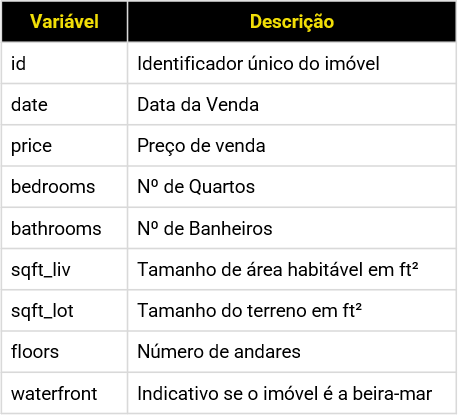 Variável Descrição
id Identificador único do imóvel
date Data da Venda
price Preço de venda
bedrooms Nº de Quartos
bathrooms Nº de Banheiros
sqft_liv Tamanho de área habitável em ft²
sqft_lot Tamanho do terreno em ft²
floors Número de andares
waterfront Indicativo se o imóvel é a beira-mar